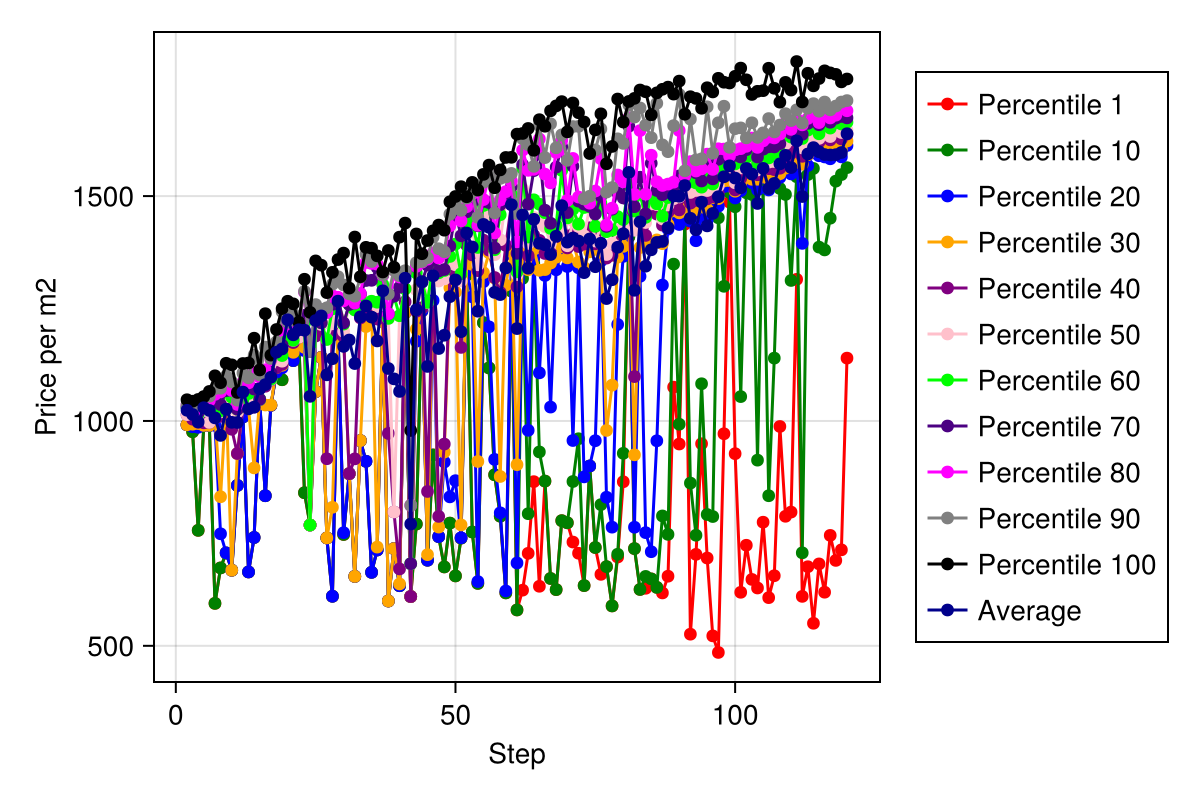 1500
1000
500
Price per m2
0
50
100
Step
Percentile 1
Percentile 10
Percentile 20
Percentile 30
Percentile 40
Percentile 50
Percentile 60
Percentile 70
Percentile 80
Percentile 90
Percentile 100
Average